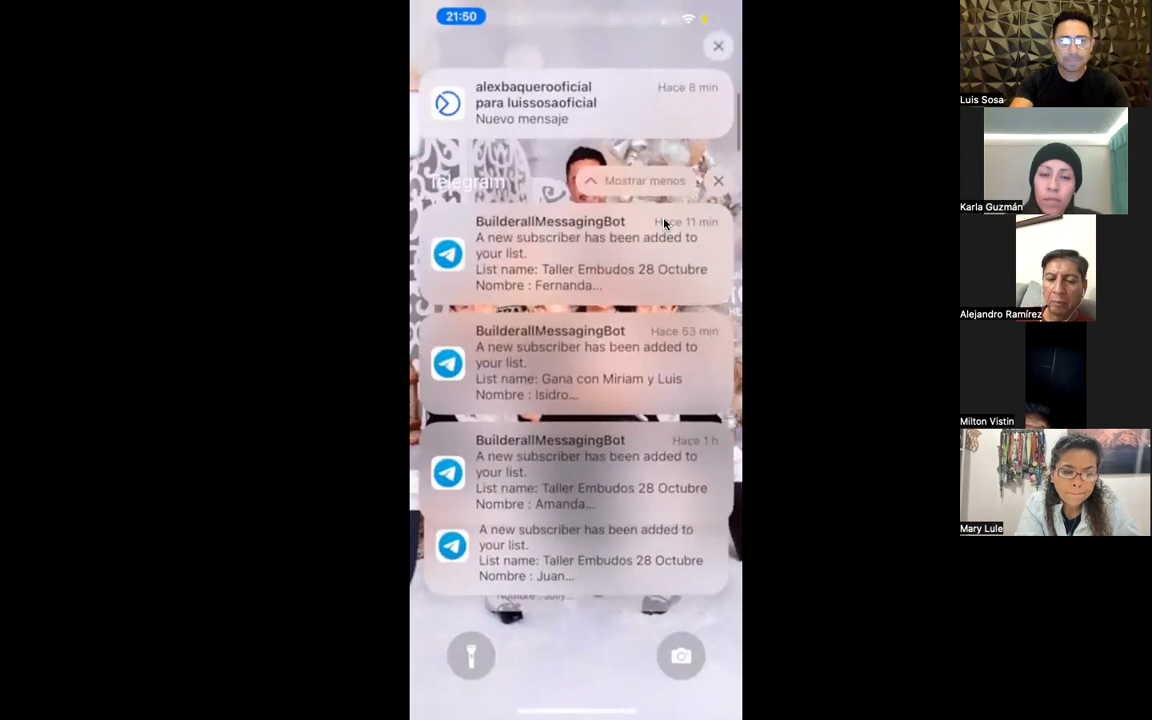 21:50
alexbaquerooficial
para luissosaoficial
Hace 8 min
Nuevo mensaje
Telegram
Mostrar menos
BuilderallMessagingBot
Hace 11 min
A new subscriber has been added to
your list.
List name: Taller Embudos 28 Octubre
Nombre : Fernanda...
BuilderallMessagingBot
Hace 53 min
A new subscriber has been added to
your list.
List name: Gana con Miriam y Luis
Nombre : Isidro...
BuilderallMessagingBot
Hace 1 h
A new subscriber has been added to
your list.
List name: Taller Embudos 28 Octubre
Nombre : Amanda...
A new subscriber has been added to
your list.
List name: Taller Embudos 28 Octubre
Nombre : Juan...
Luis Sosa
Karla Guzmán
Alejandro Ramírez
Milton Vistin
Mary Lule